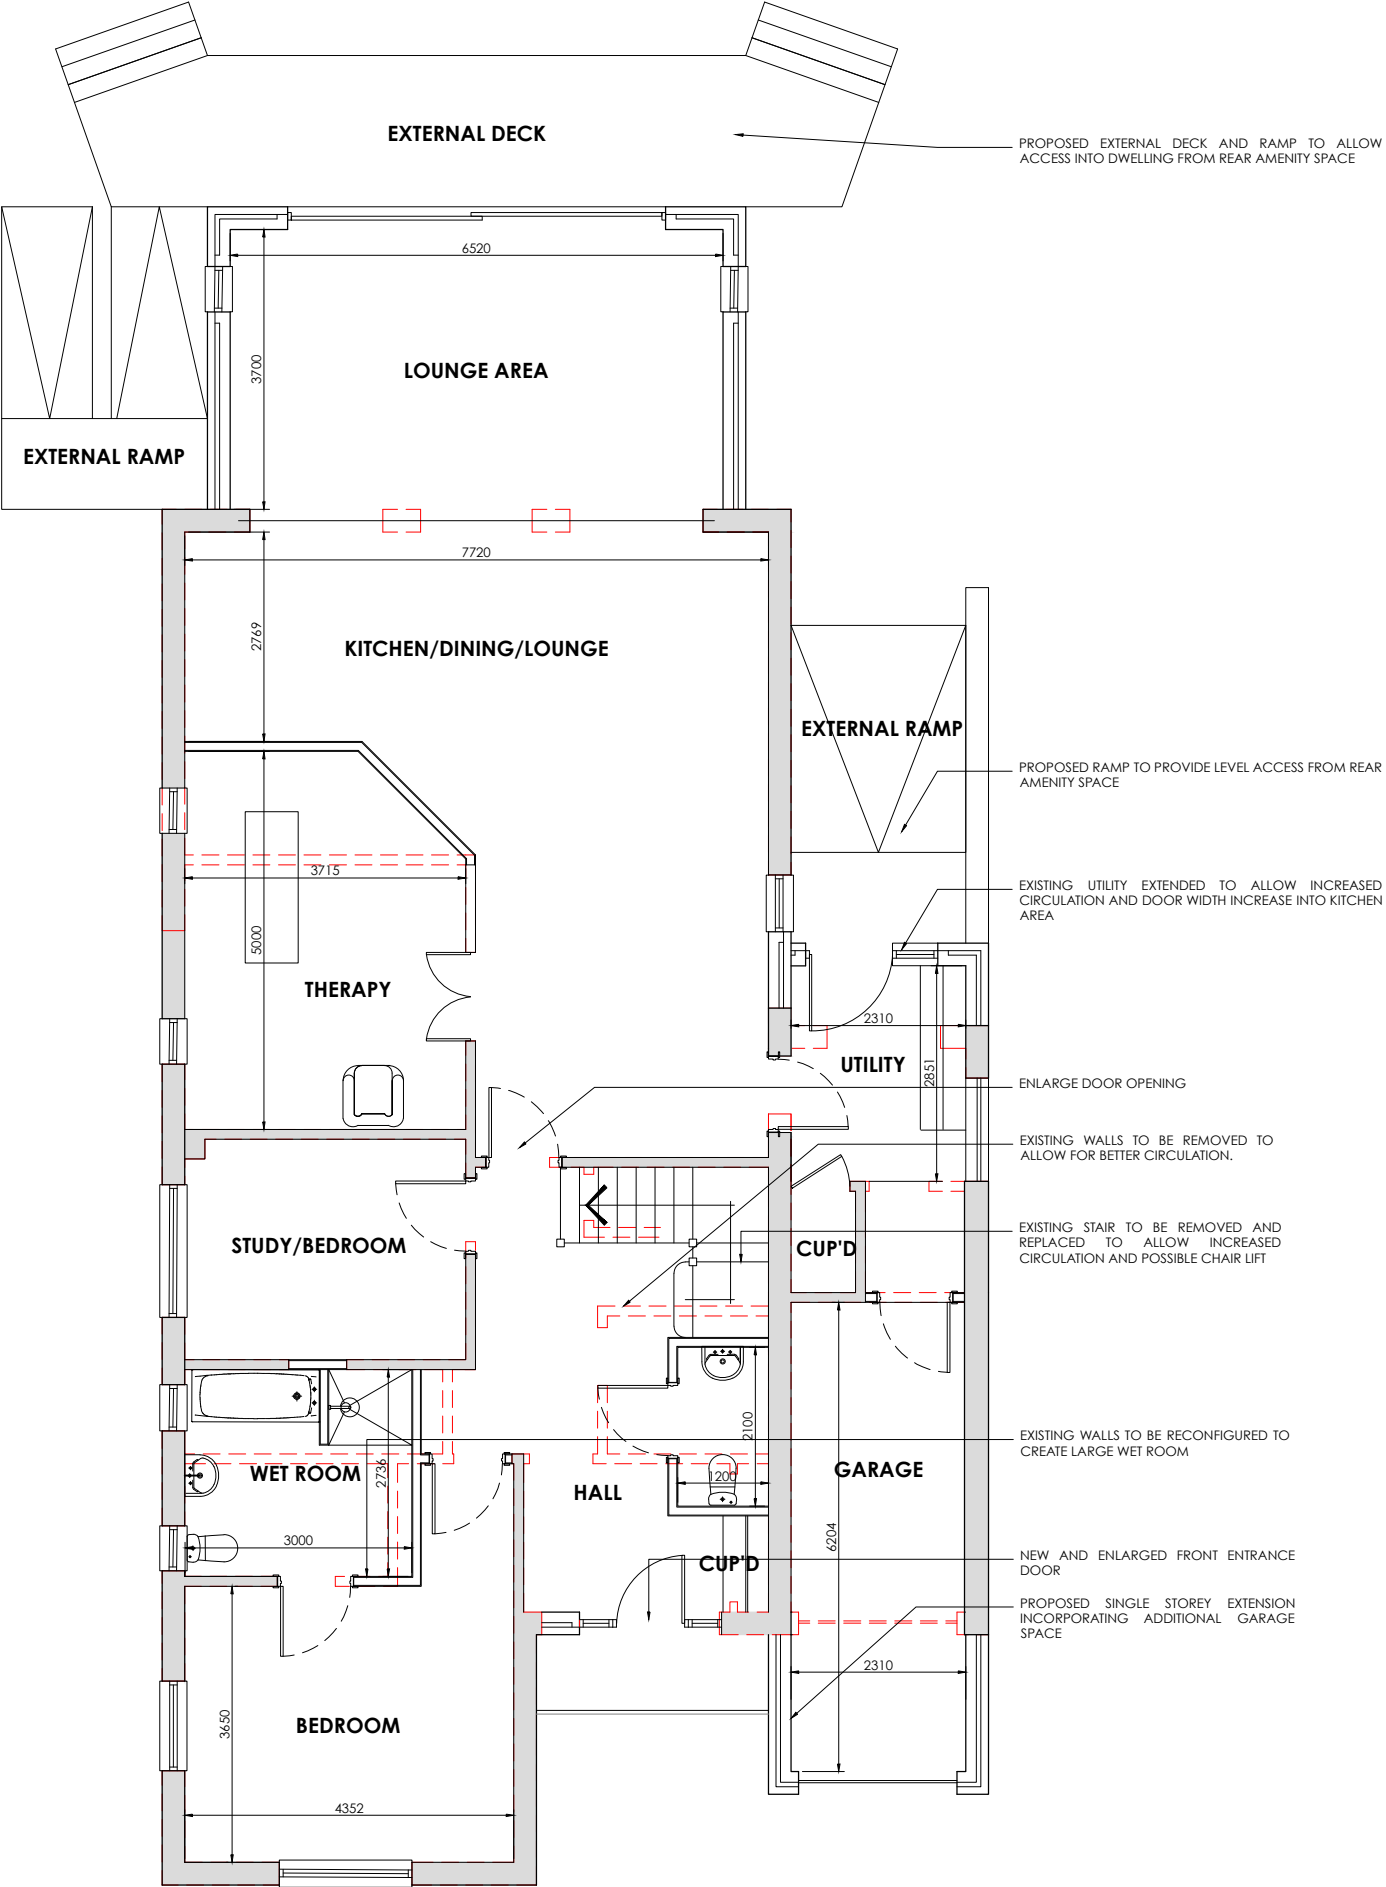 EXTERNAL DECK
PROPOSED EXTERNAL DECK AND RAMP TO ALLOW
ACCESS INTO DWELLING FROM REAR AMENITY SPACE
6520
3700
LOUNGE AREA
EXTERNAL RAMP
7720
2769
KITCHEN/DINING/LOUNGE
EXTERNAL RAMP
PROPOSED RAMP TO PROVIDE LEVEL ACCESS FROM REAR
AMENITY SPACE
3715
5000
EXISTING UTILITY EXTENDED TO ALLOW INCREASED
CIRCULATION AND DOOR WIDTH INCREASE INTO KITCHEN
AREA
THERAPY
2310
UTILITY
2851
ENLARGE DOOR OPENING
EXISTING WALLS TO BE REMOVED TO
ALLOW FOR BETTER CIRCULATION.
STUDY/BEDROOM
CUP'D
EXISTING STAIR TO BE REMOVED AND
REPLACED TO ALLOW INCREASED
CIRCULATION AND POSSIBLE CHAIR LIFT
2100
EXISTING WALLS TO BE RECONFIGURED TO
CREATE LARGE WET ROOM
WET ROOM
2736
1200
GARAGE
HALL
3000
6204
CUP'D
NEW AND ENLARGED FRONT ENTRANCE
DOOR
PROPOSED SINGLE STOREY EXTENSION
INCORPORATING ADDITIONAL GARAGE
SPACE
2310
3650
BEDROOM
4352